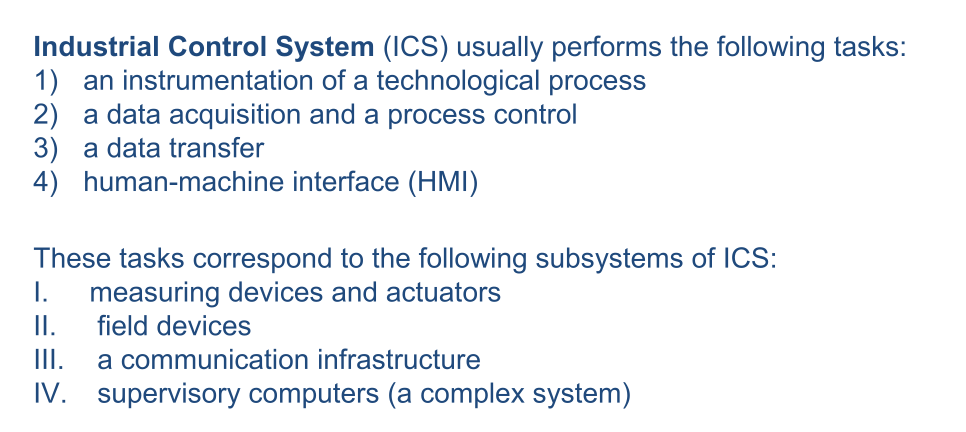 Industrial Control System (ICS) usually performs the following tasks:
1) an instrumentation of a technological process
2) a data acquisition and a process control
3) a data transfer
4) human-machine interface (HMI)
These tasks correspond to the following subsystems of ICS:
I. measuring devices and actuators
II. field devices
III. a communication infrastructure
IV. supervisory computers (a complex system)